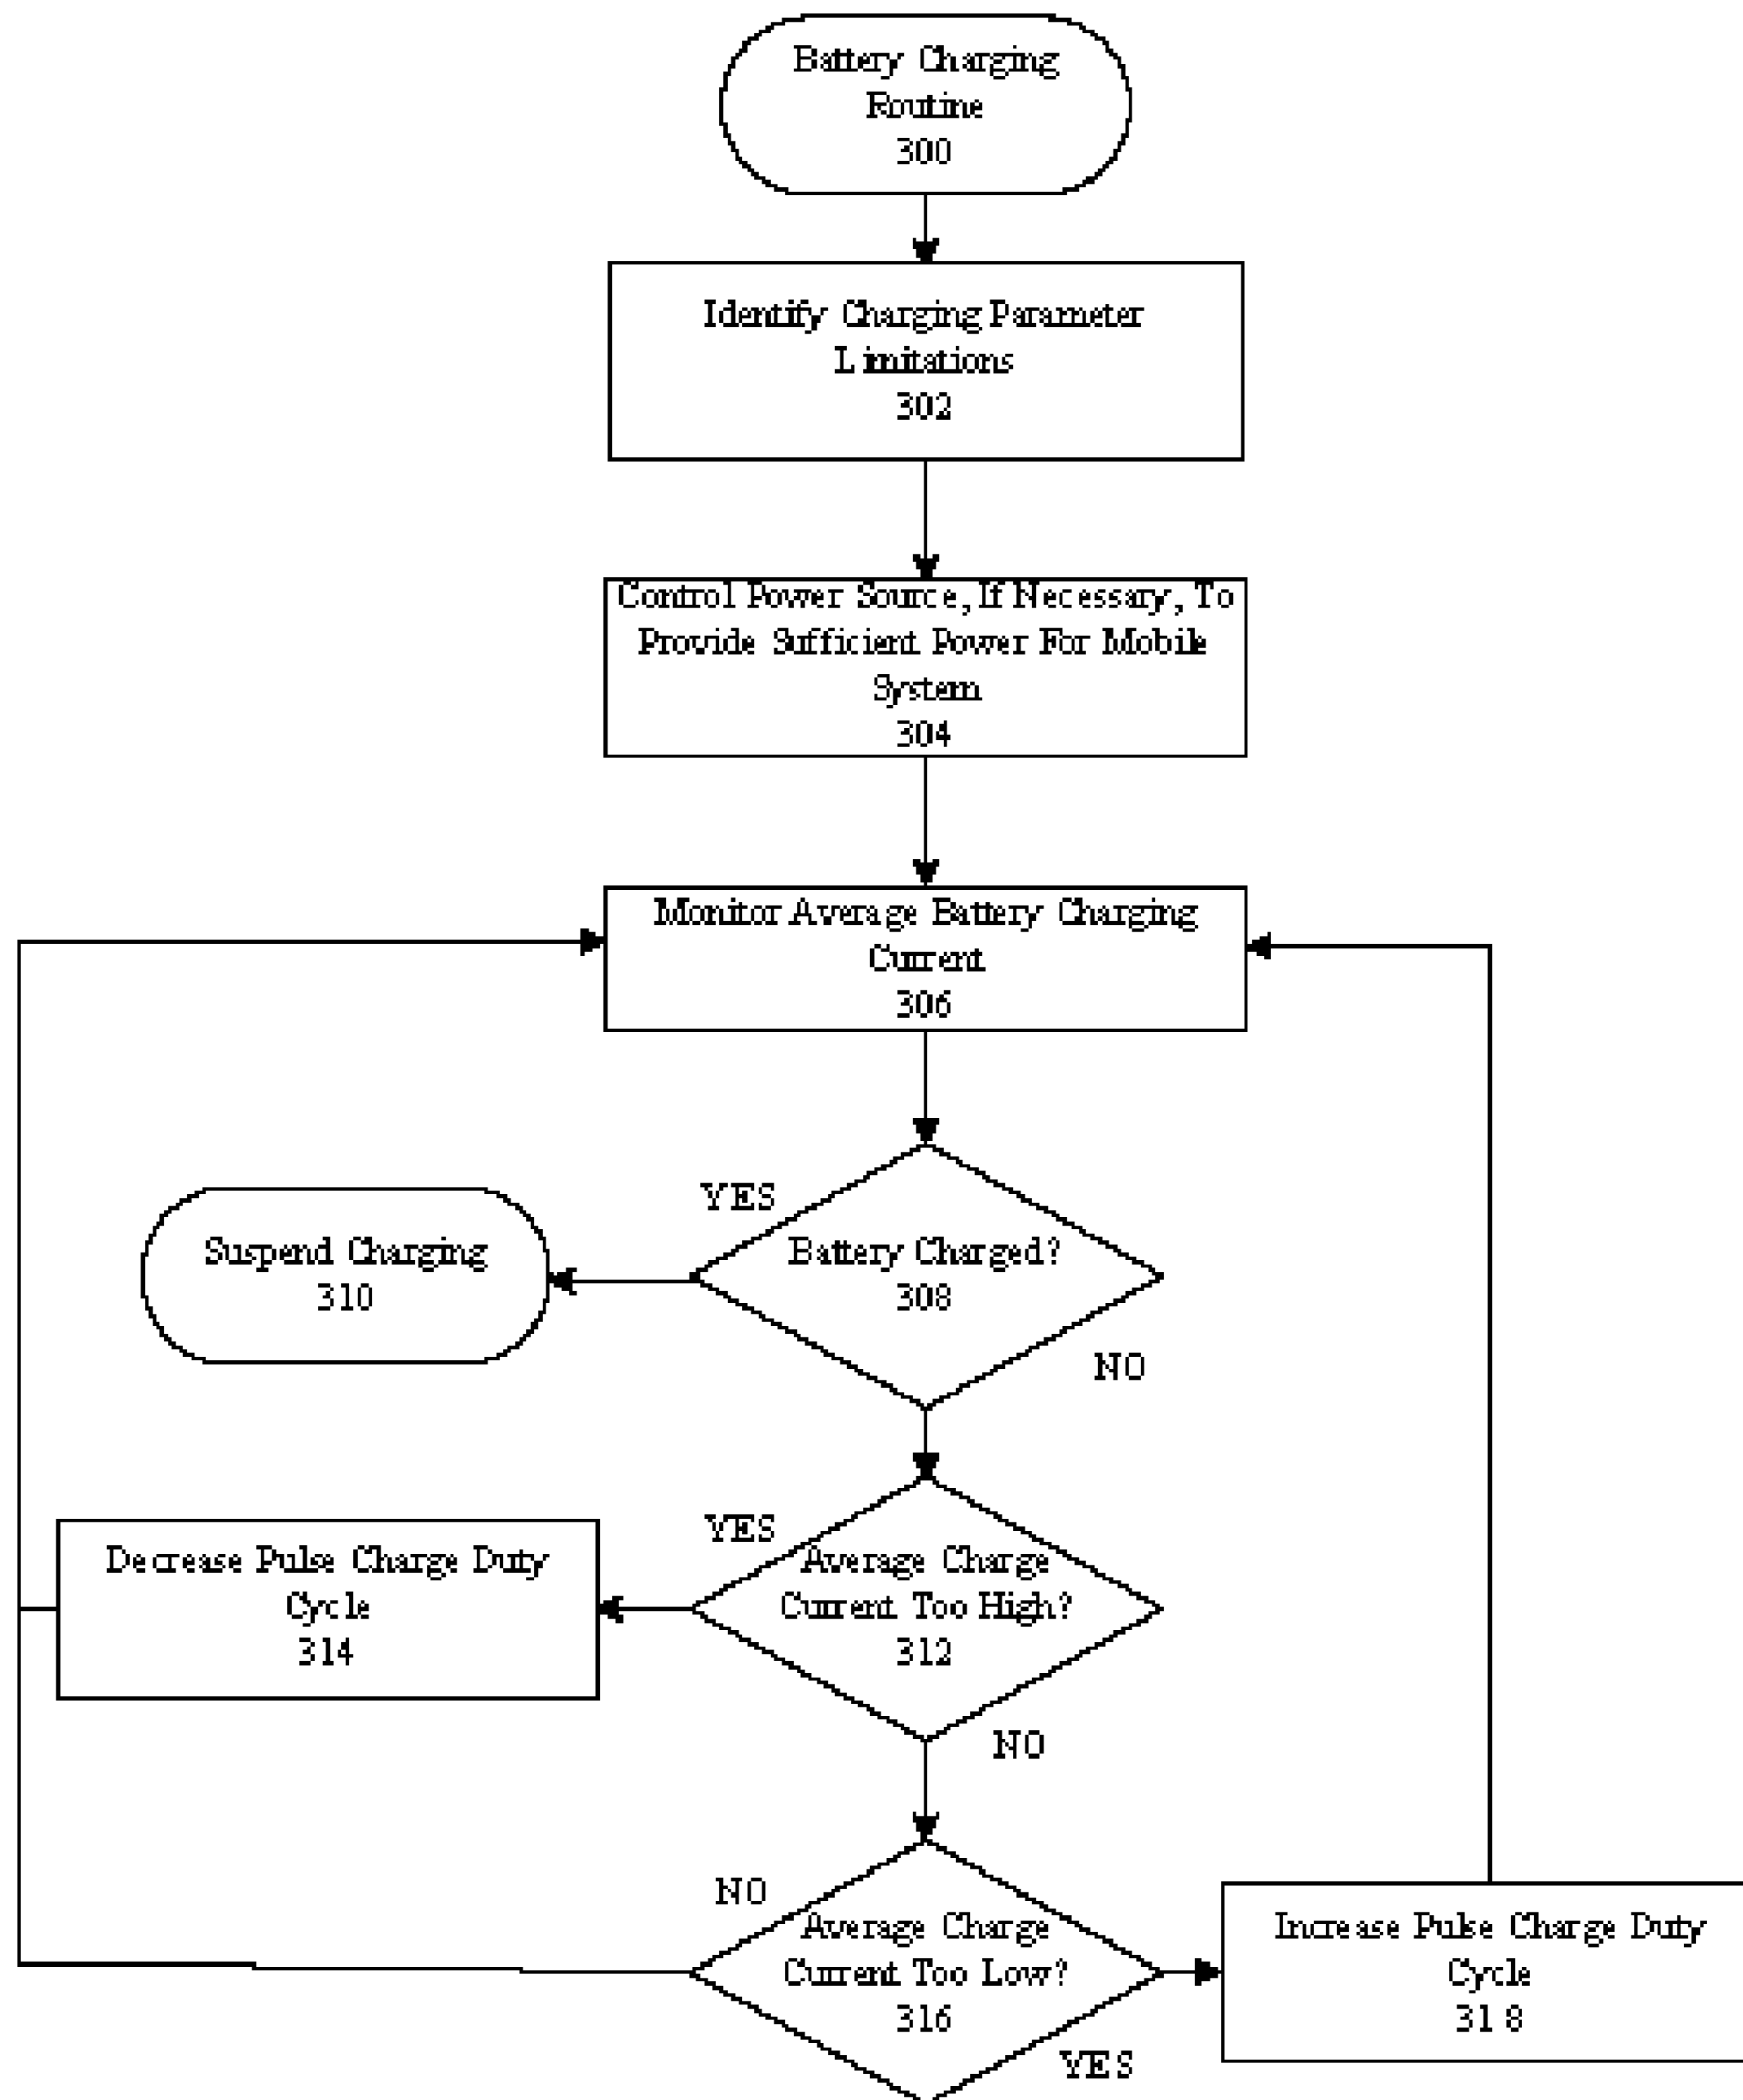 Battery Charging
Routine
300
Identify Charging Parameter
Limitations
302
Control Power Source, If Necessary, To
Provide Sufficient Power For Mobile
System
304
Monitor Average Battery Charging
Current
306
YES
Suspend Charging
310
Battery Charged?
308
NO
YES
Decrease Pulse Charge Duty
Cycle
314
Average Charge
Current Too High?
312
NO
NO
Average Charge
Current Too Low?
316
Increase Pulse Charge Duty
Cycle
318
YES